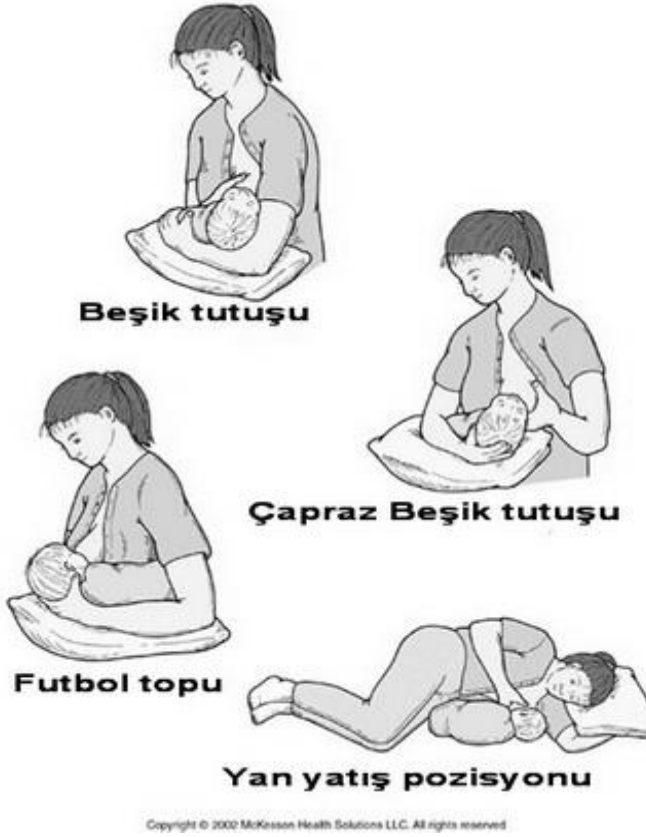 Beşik tutuşu
Çapraz Beşik tutuşu
Futbol topu
Yan yatış pozisyonu
Copyright © 2002 McKesson Health Solutions LLC. All rights reserved